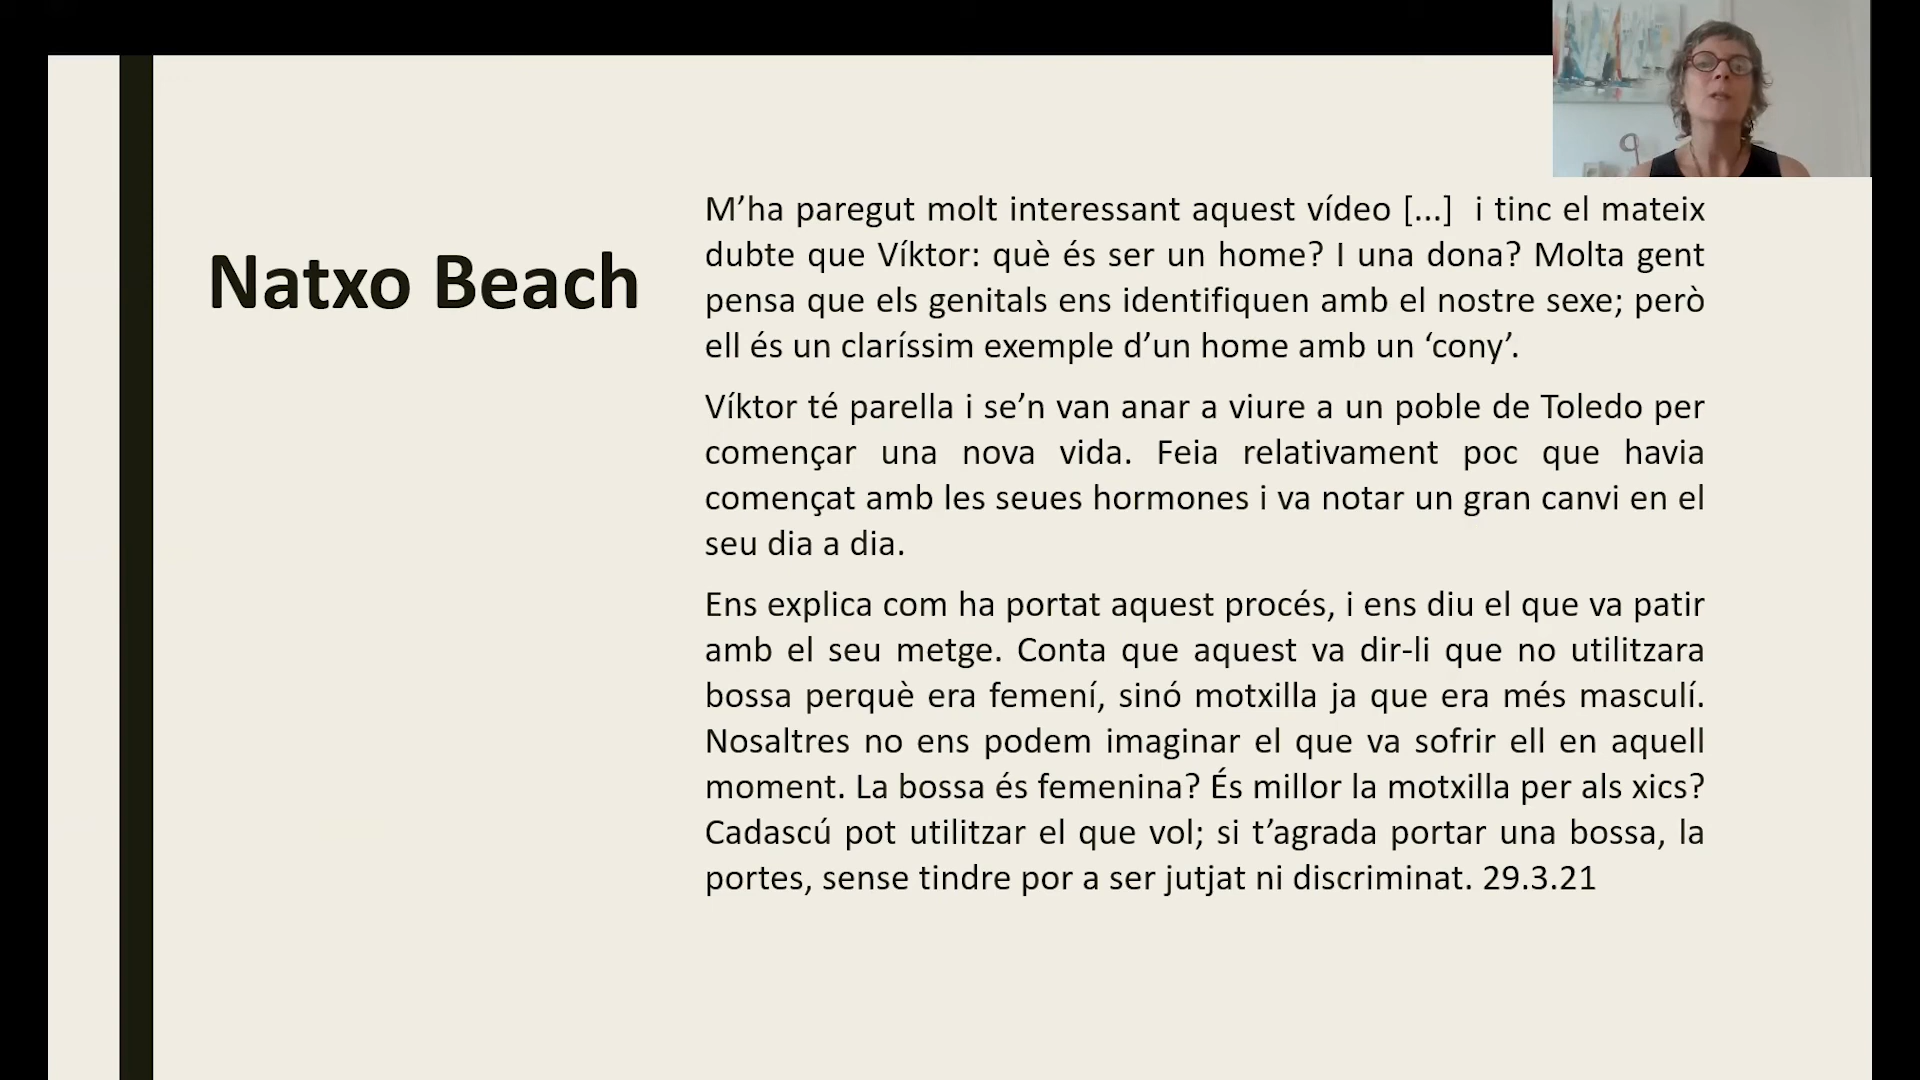 Natxo Beach
M’ha paregut molt interessant aquest vídeo [...] i tinc el mateix
dubte que Víktor: què és ser un home? I una dona? Molta gent
pensa que els genitals ens identifiquen amb el nostre sexe; però
ell és un claríssim exemple d’un home amb un ‘cony’.
Víktor té parella i se’n van anar a viure a un poble de Toledo per
començar una nova vida. Feia relativament poc que havia
començat amb les seues hormones i va notar un gran canvi en el
seu dia a dia.
Ens explica com ha portat aquest procés, i ens diu el que va patir
amb el seu metge. Conta que aquest va dir-li que no utilitzara
bossa perquè era femení, sinó motxilla ja que era més masculí.
Nosaltres no ens podem imaginar el que va sofrir ell en aquell
moment. La bossa és femenina? És millor la motxilla per als xics?
Cadascú pot utilitzar el que vol; si t’agrada portar una bossa, la
portes, sense tindre por a ser jutjat ni discriminat. 29.3.21